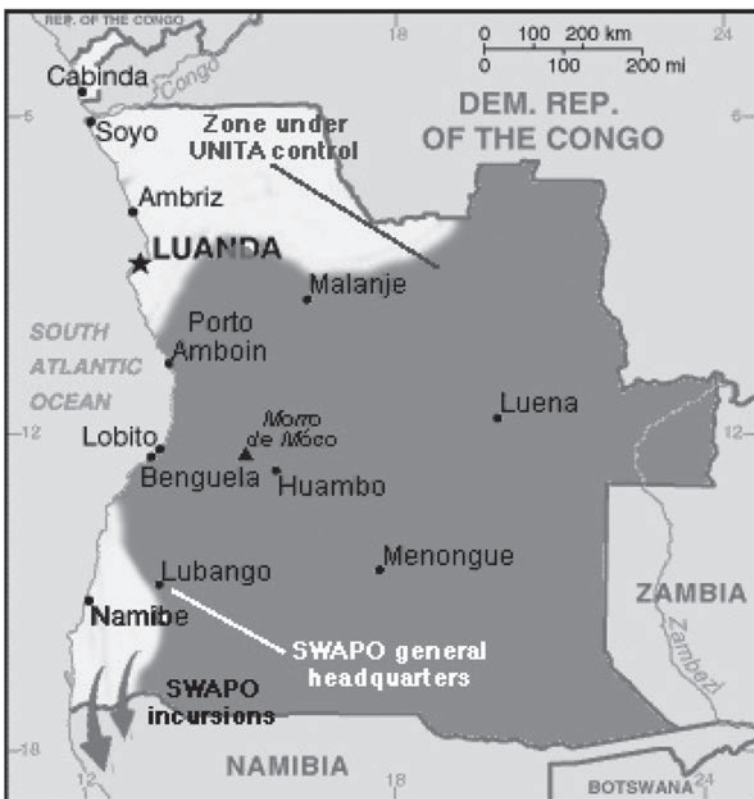 REP. OF THE CONGO
18
24
0 100 200 km
0 100 200 mi
Cabinda
Congo
DEM. REP.
OF THE CONGO
6
6
Soyo
Zone under
UNITA control
Ambriz
LUANDA
Malanje
SOUTH
ATLANTIC
OCEAN
Porto
Amboin
Luena
12
12
Lobito
Morro
de Móco
Benguela
Huambo
Lubango
Menongue
ZAMBIA
Namibe
Zambezi
SWAPO general
headquarters
SWAPO
incursions
18
NAMIBIA
12
18
24
BOTSWANA